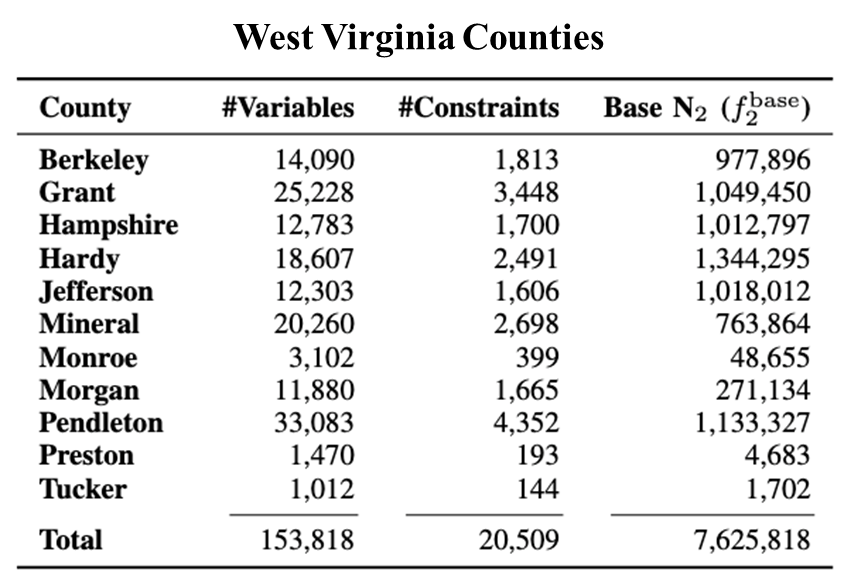 West Virginia Counties
County #Variables #Constraints Base N₂ (f₂^base)
Berkeley 14,090 1,813 977,896
Grant 25,228 3,448 1,049,450
Hampshire 12,783 1,700 1,012,797
Hardy 18,607 2,491 1,344,295
Jefferson 12,303 1,606 1,018,012
Mineral 20,260 2,698 763,864
Monroe 3,102 399 48,655
Morgan 11,880 1,665 271,134
Pendleton 33,083 4,352 1,133,327
Preston 1,470 193 4,683
Tucker 1,012 144 1,702
Total 153,818 20,509 7,625,818